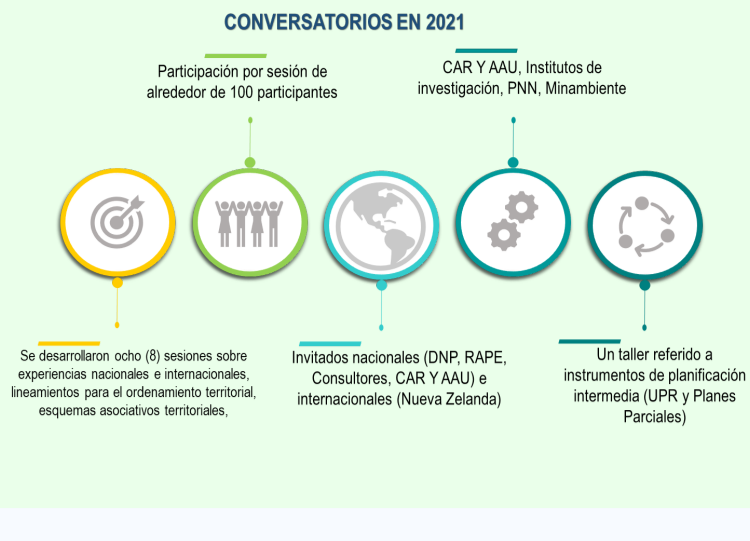 CONVERSATORIOS EN 2021
Participación por sesión de
alrededor de 100 participantes
CAR Y AAU, Institutos de
investigación, PNN, Minambiente
Se desarrollaron ocho (8) sesiones sobre
experiencias nacionales e internacionales,
lineamientos para el ordenamiento territorial,
esquemas asociativos territoriales,
Invitados nacionales (DNP, RAPE,
Consultores, CAR Y AAU) e
internacionales (Nueva Zelanda)
Un taller referido a
instrumentos de planificación
intermedia (UPR y Planes
Parciales)